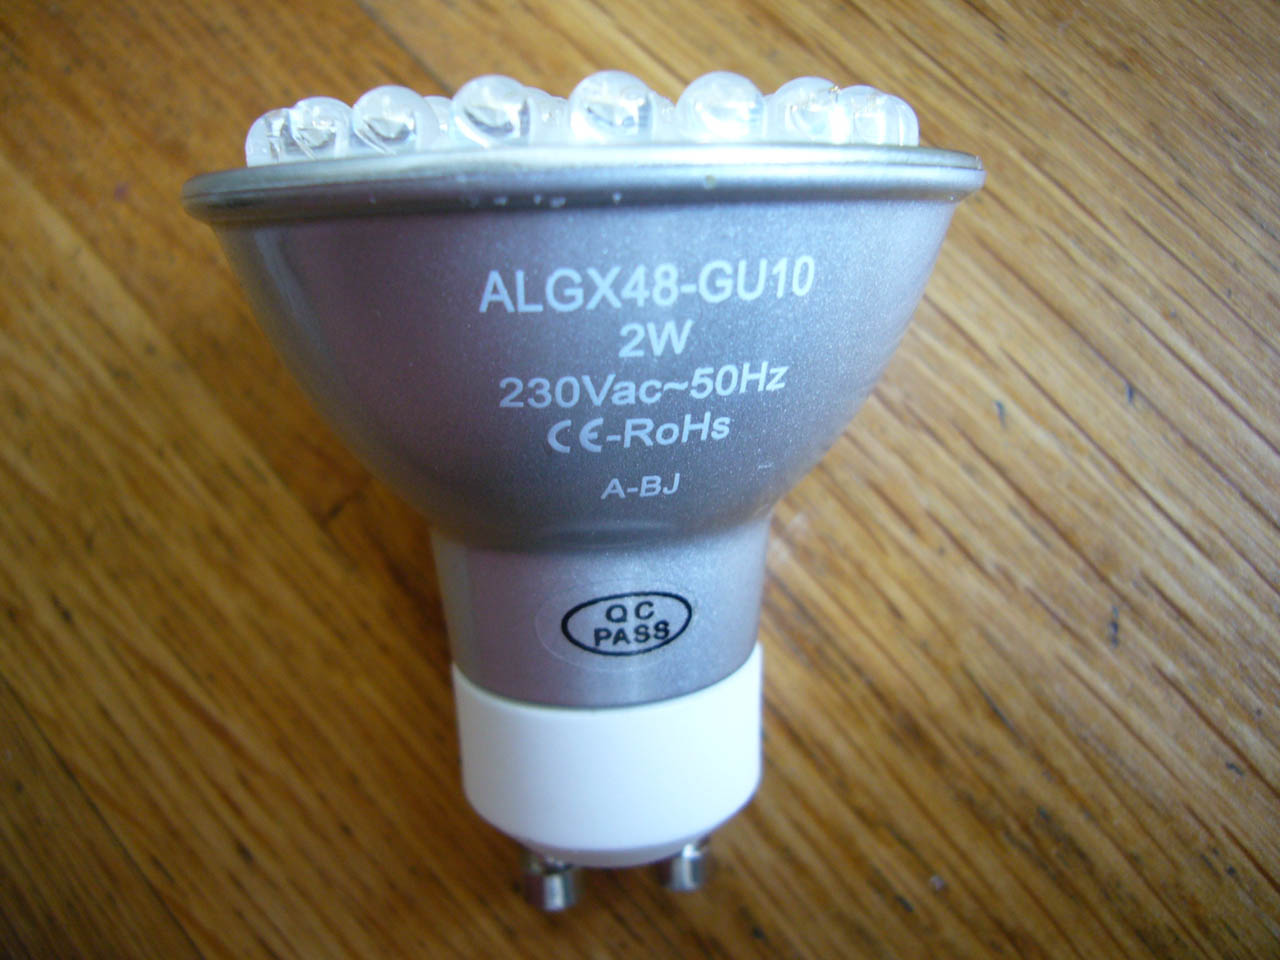 ALGX48-GU10
2W
230Vac~50Hz
CE-RoHs
A-BJ
QC
PASS